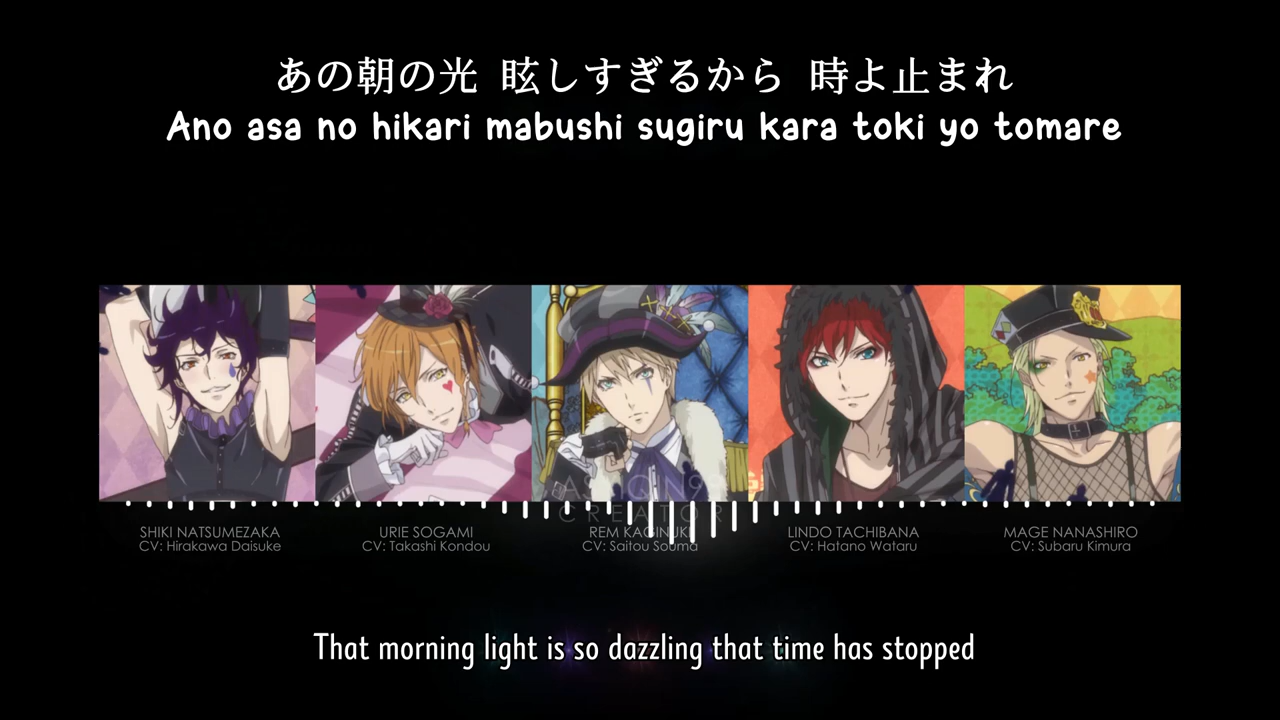 あの朝の光 眩しすぎるから 時よ止まれ
Ano asa no hikari mabushi sugiru kara toki yo tomare
SHIKI NATSUMEZAKA
CV: Hirakawa Daisuke
URIE SOGAMI
CV: Takashi Kondou
CREATOR
REM KAGINUKI
CV: Saitou Souma
LINDO TACHIBANA
CV: Hatano Wataru
MAGE NANASHIRO
CV: Subaru Kimura
That morning light is so dazzling that time has stopped